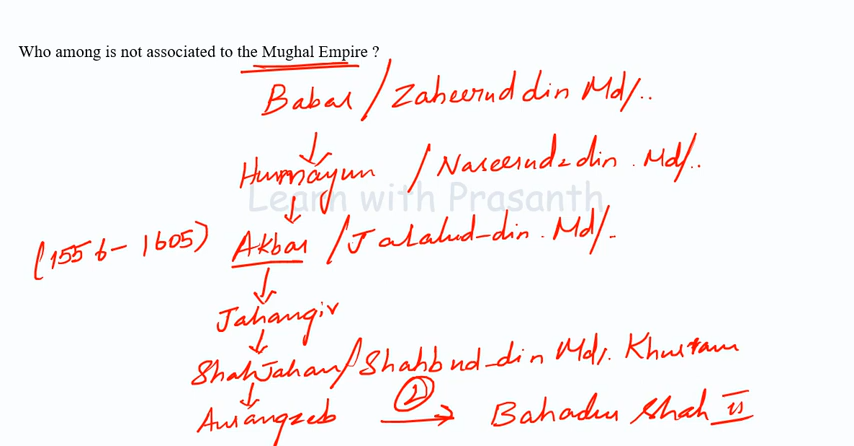 Who among is not associated to the Mughal Empire ?
Babar / Zaheerud din Md/..
Humayun / Naseerud-din . Md/..
Learn with Prasanth
(1556- 1605) Akbar / Jalalud-din . Md/.
Jahangir
ShahJahan / Shahbud-din Md/. Khurram
Aurangzeb → Bahadur Shah II